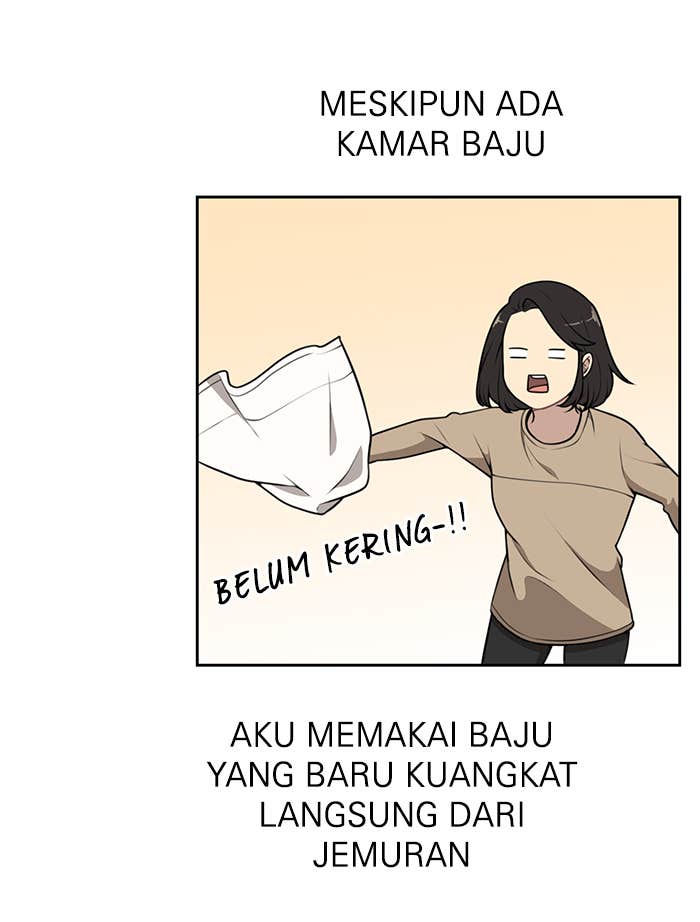 MESKIPUN ADA
KAMAR BAJU
BELUM KERING-!!
AKU MEMAKAI BAJU
YANG BARU KUANGKAT
LANGSUNG DARI
JEMURAN